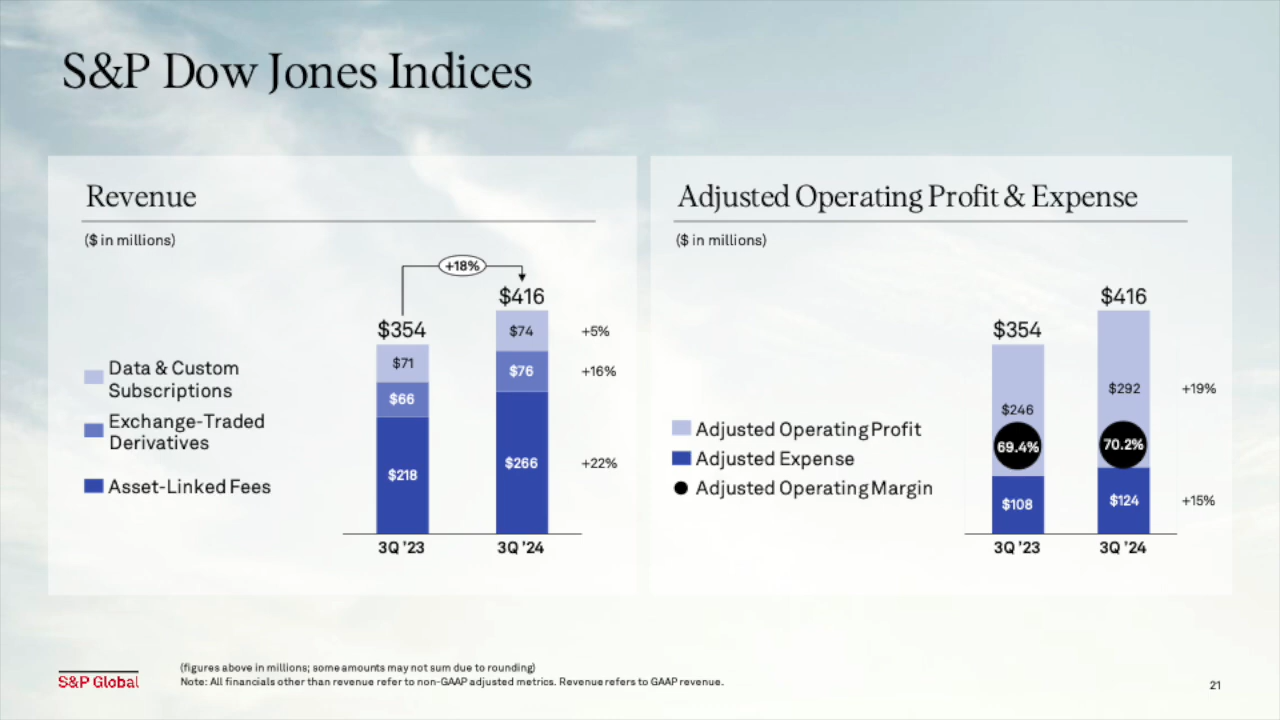 S&P Dow Jones Indices
Revenue
($ in millions)
+18%
$416
$354
$74
+5%
$71
$76
+16%
$66
$266
+22%
$218
Data & Custom
Subscriptions
Exchange-Traded
Derivatives
Asset-Linked Fees
3Q '23
3Q '24
Adjusted Operating Profit & Expense
($ in millions)
$416
$354
$292
+19%
$246
69.4%
70.2%
$108
$124
+15%
Adjusted Operating Profit
Adjusted Expense
Adjusted Operating Margin
3Q '23
3Q '24
(figures above in millions; some amounts may not sum due to rounding)
Note: All financials other than revenue refer to non-GAAP adjusted metrics. Revenue refers to GAAP revenue.
S&P Global
21